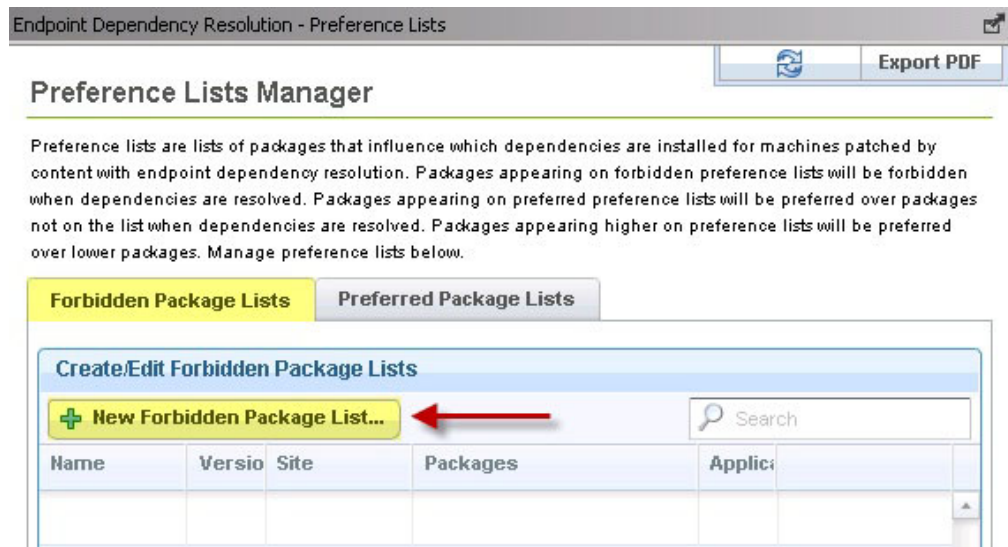 Endpoint Dependency Resolution - Preference Lists
Export PDF
Preference Lists Manager
Preference lists are lists of packages that influence which dependencies are installed for machines patched by
content with endpoint dependency resolution. Packages appearing on forbidden preference lists will be forbidden
when dependencies are resolved. Packages appearing on preferred preference lists will be preferred over packages
not on the list when dependencies are resolved. Packages appearing higher on preference lists will be preferred
over lower packages. Manage preference lists below.
Forbidden Package Lists Preferred Package Lists
Create/Edit Forbidden Package Lists
New Forbidden Package List... Search
Name Versio Site Packages Applica